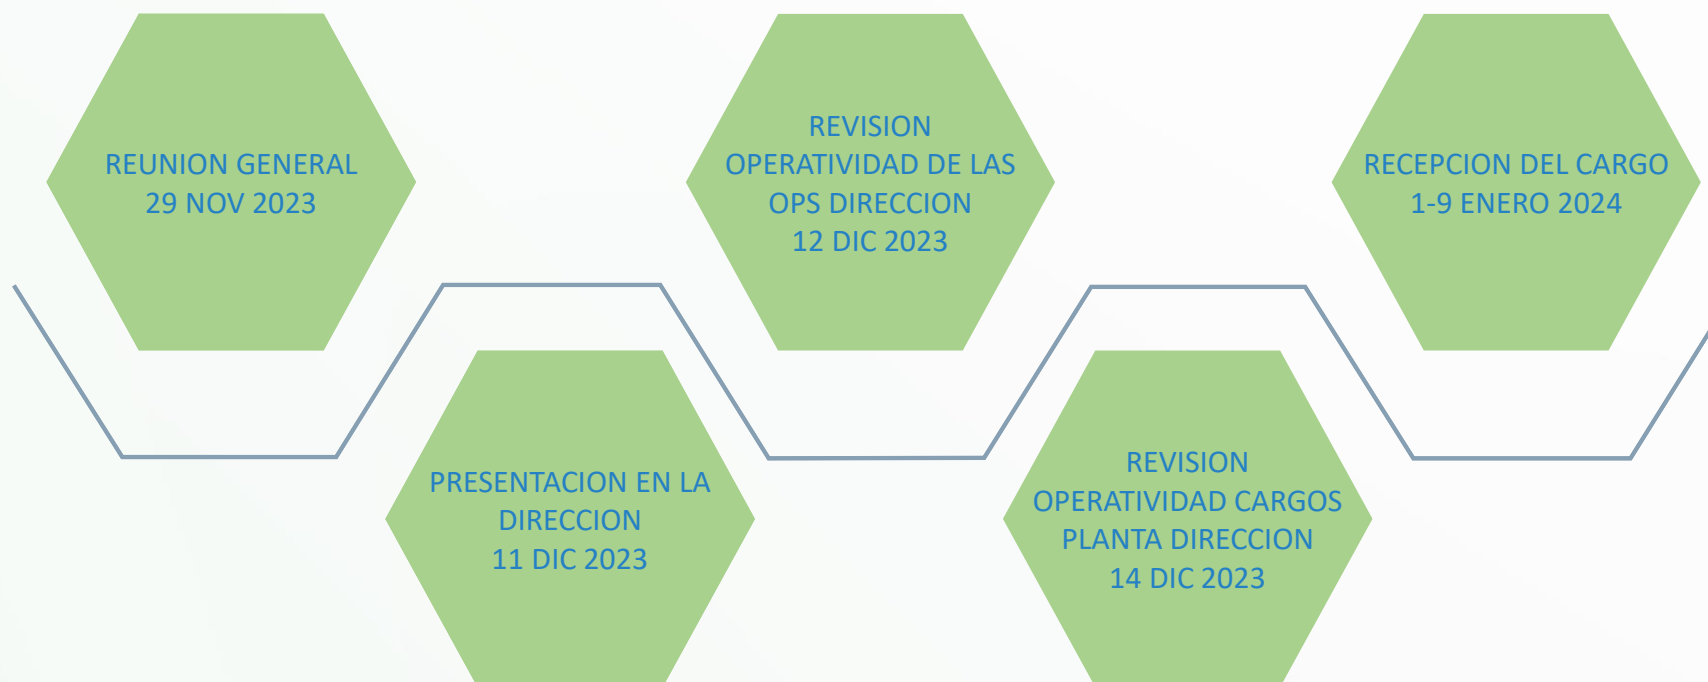 REUNION GENERAL
29 NOV 2023
PRESENTACION EN LA
DIRECCION
11 DIC 2023
REVISION
OPERATIVIDAD DE LAS
OPS DIRECCION
12 DIC 2023
REVISION
OPERATIVIDAD CARGOS
PLANTA DIRECCION
14 DIC 2023
RECEPCION DEL CARGO
1-9 ENERO 2024